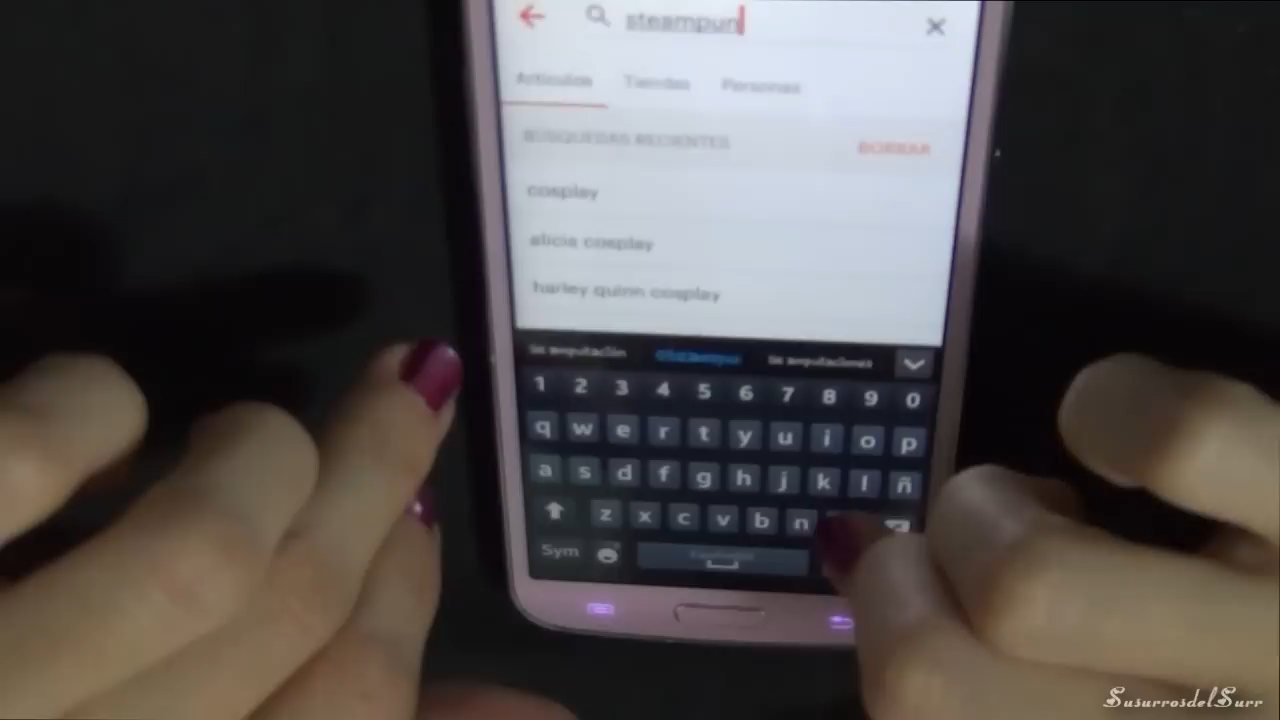 steampun
Artículos Tiendas Personas
BÚSQUEDAS RECIENTES BORRAR
cosplay
alicia cosplay
harley quinn cosplay
1 2 3 4 5 6 7 8 9 0
q w e r t y u i o p
a s d f g h j k l ñ
z x c v b n
Sym
SusurrosdelSurr